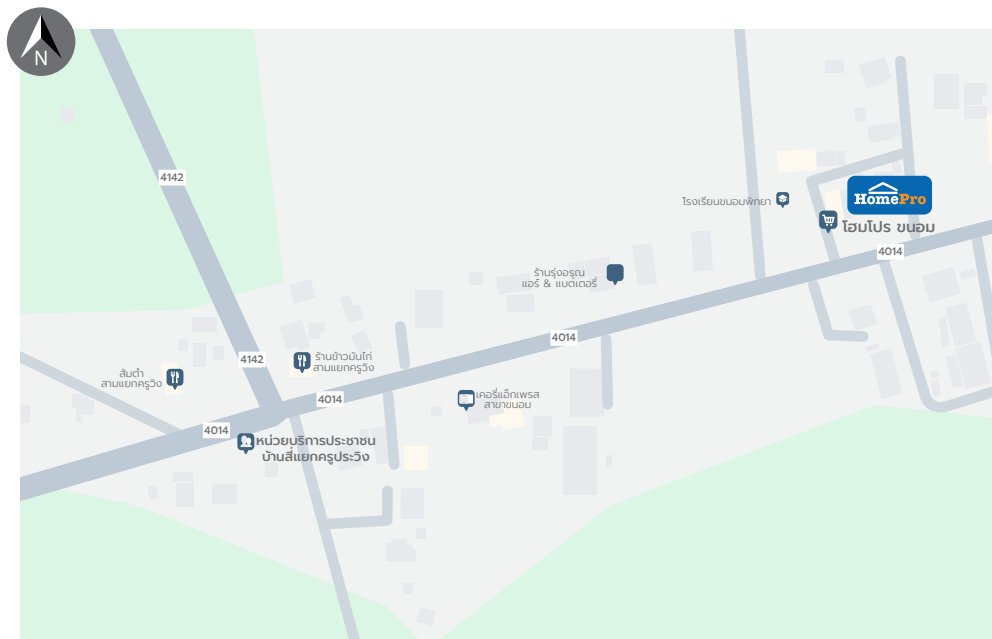 N
4142
HomePro
โรงเรียนขนอมพิทยา
โฮมโปร ขนอม
4014
ร้านรุ่งอรุณ
แอร์ & แบตเตอรี่
4014
4142
ร้านข้าวมันไก่
สามแยกครูวิง
ส้มตำ
สามแยกครูวิง
4014
เคอรี่แอ็กเพรส
สาขาขนอม
4014
หน่วยบริการประชาชน
บ้านสี่แยกครูประวิง